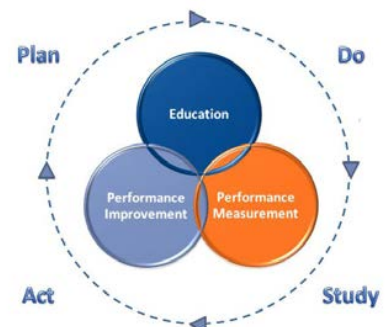 Plan
Do
Education
Performance
Improvement
Performance
Measurement
Act
Study